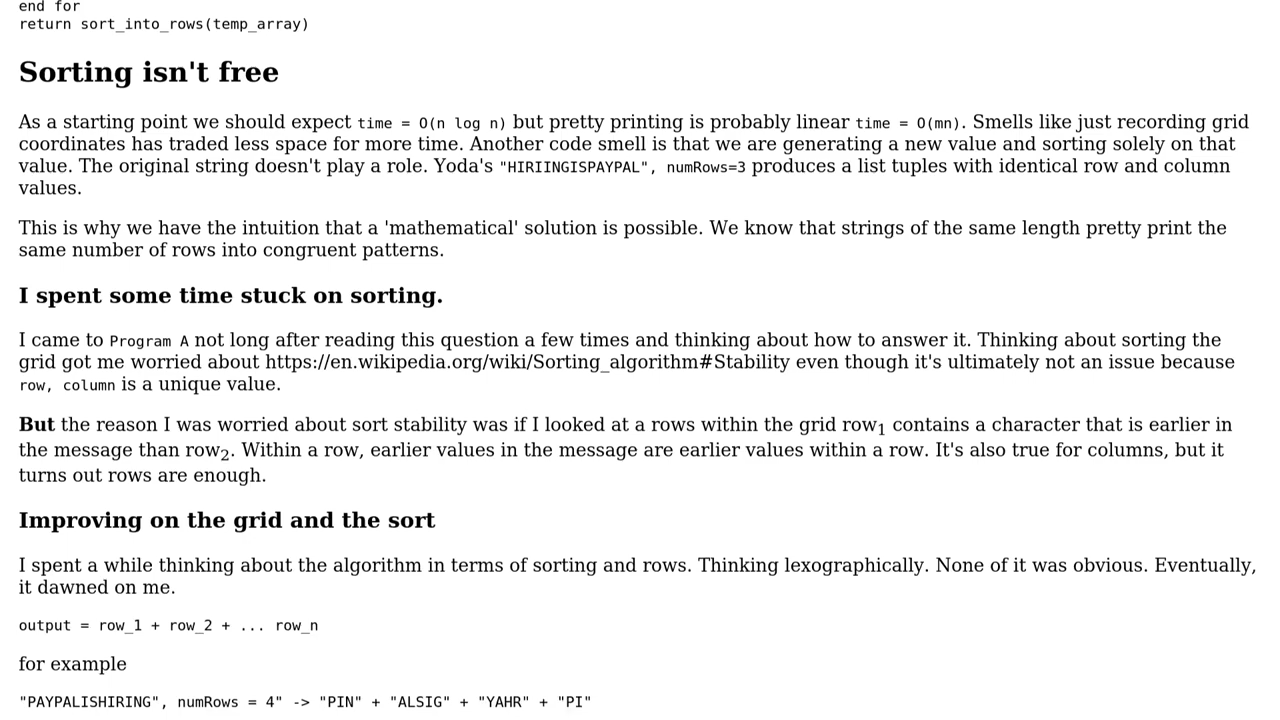 end for
return sort_into_rows(temp_array)
Sorting isn't free
As a starting point we should expect time = O(n log n) but pretty printing is probably linear time = O(mn). Smells like just recording grid
coordinates has traded less space for more time. Another code smell is that we are generating a new value and sorting solely on that
value. The original string doesn't play a role. Yoda's "HIRIINGISPAYPAL", numRows=3 produces a list tuples with identical row and column
values.
This is why we have the intuition that a 'mathematical' solution is possible. We know that strings of the same length pretty print the
same number of rows into congruent patterns.
I spent some time stuck on sorting.
I came to Program A not long after reading this question a few times and thinking about how to answer it. Thinking about sorting the
grid got me worried about https://en.wikipedia.org/wiki/Sorting_algorithm#Stability even though it's ultimately not an issue because
row, column is a unique value.
But the reason I was worried about sort stability was if I looked at a rows within the grid row1 contains a character that is earlier in
the message than row2. Within a row, earlier values in the message are earlier values within a row. It's also true for columns, but it
turns out rows are enough.
Improving on the grid and the sort
I spent a while thinking about the algorithm in terms of sorting and rows. Thinking lexographically. None of it was obvious. Eventually,
it dawned on me.
output = row_1 + row_2 + ... row_n
for example
"PAYPALISHIRING", numRows = 4" -> "PIN" + "ALSIG" + "YAHR" + "PI"